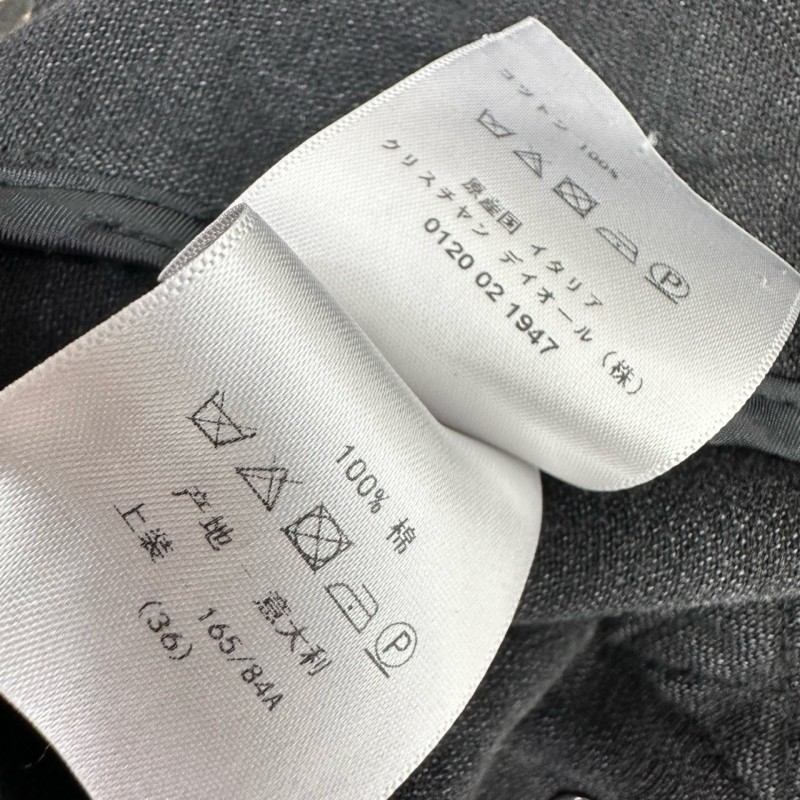 コットン 100%
P
原産国 イタリア
クリスチャン ディオール (株)
0120 02 1947
100% 棉
P
产地 意大利
上装 165/84A
(36)